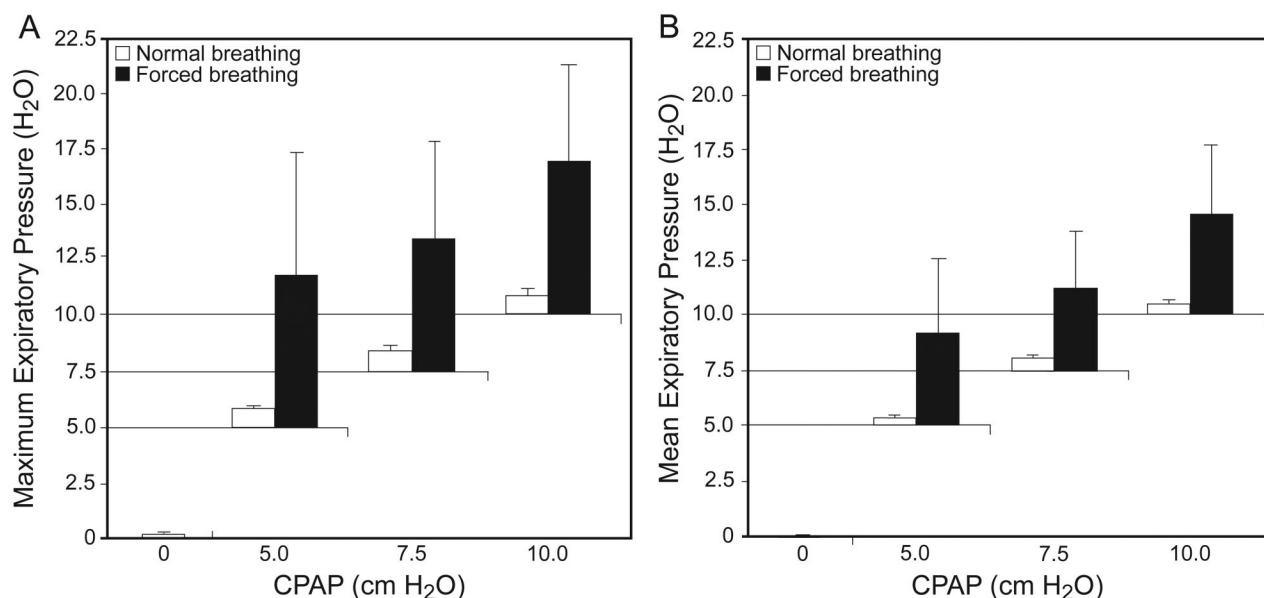 A
Maximum Expiratory Pressure (H₂O)
22.5
20.0
17.5
15.0
12.5
10.0
7.5
5.0
2.5
0
Normal breathing
Forced breathing
0 5.0 7.5 10.0
CPAP (cm H₂O)
B
Mean Expiratory Pressure (H₂O)
22.5
20.0
17.5
15.0
12.5
10.0
7.5
5.0
2.5
0
Normal breathing
Forced breathing
0 5.0 7.5 10.0
CPAP (cm H₂O)